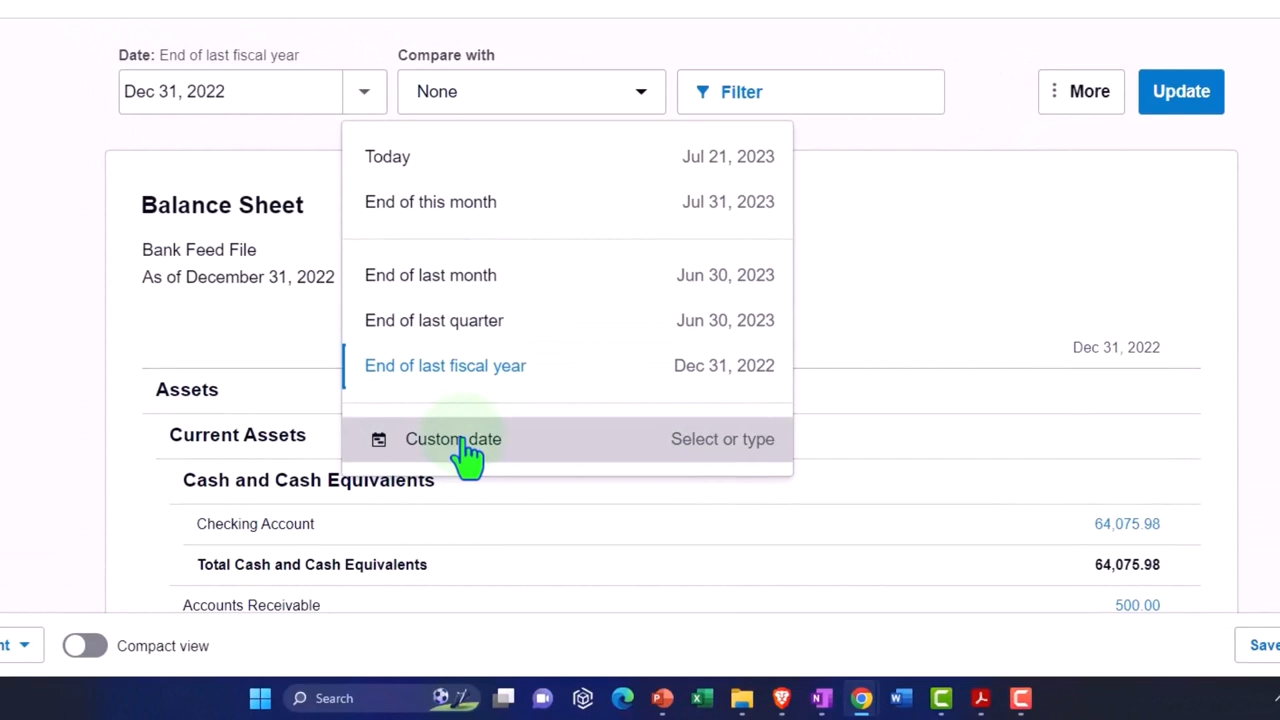 Date: End of last fiscal year
Compare with
Dec 31, 2022
None
Filter
More
Update
Today Jul 21, 2023
End of this month Jul 31, 2023
End of last month Jun 30, 2023
End of last quarter Jun 30, 2023
End of last fiscal year Dec 31, 2022
Custom date Select or type
Balance Sheet
Bank Feed File
As of December 31, 2022
Dec 31, 2022
Assets
Current Assets
Cash and Cash Equivalents
Checking Account 64,075.98
Total Cash and Cash Equivalents 64,075.98
Accounts Receivable 500.00
nt
Compact view
Save
Search